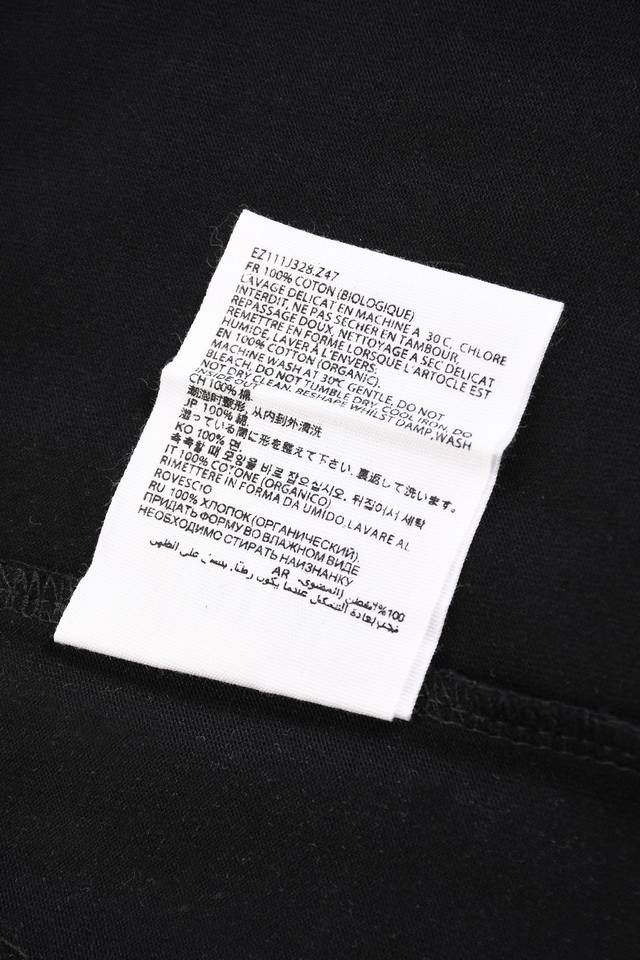 EZ111J328.Z47
FR 100% COTON (BIOLOGIQUE)
LAVAGE DELICAT EN MACHINE A 30 C, CHLORE
INTERDIT, NE PAS SECHER EN TAMBOUR,
REPASSAGE DOUX. NETTOYAGE A SEC DELICAT
REMETTRE EN FORME LORSQUE L'ARTOCLE EST
HUMIDE, LAVER À L'ENVERS.
EN 100% COTTON (ORGANIC).
MACHINE WASH AT 30°C GENTLE, DO NOT
BLEACH, DO NOT TUMBLE DRY, COOL IRON, DO
NOT DRY CLEAN. RESHAPE WHILST DAMP, WASH
INSIDE OUT
CH 100% 棉.
潮湿时整形, 从内到外清洗
JP 100% 綿.
湿っている間に形を整えて下さい. 裏返して洗います。
KO 100% 면.
촉촉할 때 모양을 바로 잡으십시오. 뒤집어서 세탁
IT 100% COTONE (ORGANICO)
RIMETTERE IN FORMA DA UMIDO, LAVARE AL
ROVESCIO
RU 100% ХЛОПОК (ОРГАНИЧЕСКИЙ).
ПРИДАТЬ ФОРМУ ВО ВЛАЖНОМ ВИДЕ
НЕОБХОДИМО СТИРАТЬ НАИЗНАНКУ
AR
100%